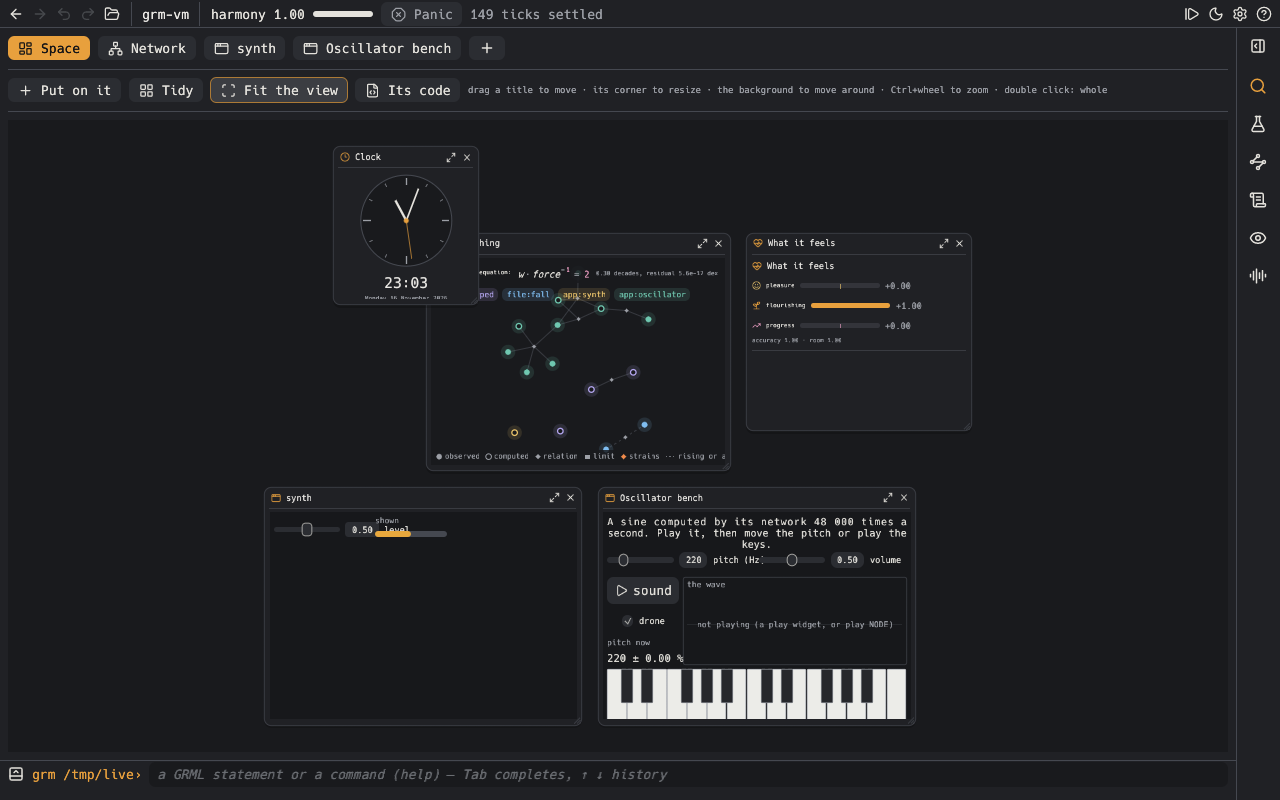 grm-vm harmony 1.00 Panic 149 ticks settled
Space Network synth Oscillator bench +
+ Put on it Tidy Fit the view Its code drag a title to move · its corner to resize · the background to move around · Ctrl+wheel to zoom · double click: whole
Clock
23:03
Monday 16 November 2026
hing
equation: w·force⁻¹ = 2 0.30 decades, residual 5.6e-17 dec
ped file:fall app:synth app:oscillator
observed computed relation limit strains rising or a
What it feels
What it feels
pleasure +0.00
flourishing +1.00
progress +0.00
accuracy 1.00 · room 1.00
synth
shown
0.50 level
Oscillator bench
A sine computed by its network 48 000 times a
second. Play it, then move the pitch or play the
keys.
220 pitch (Hz) 0.50 volume
sound
the wave
drone
not playing (a play widget, or play NODE)
pitch now
220 ± 0.00 %
grm /tmp/live› a GRML statement or a command (help) — Tab completes, ↑ ↓ history